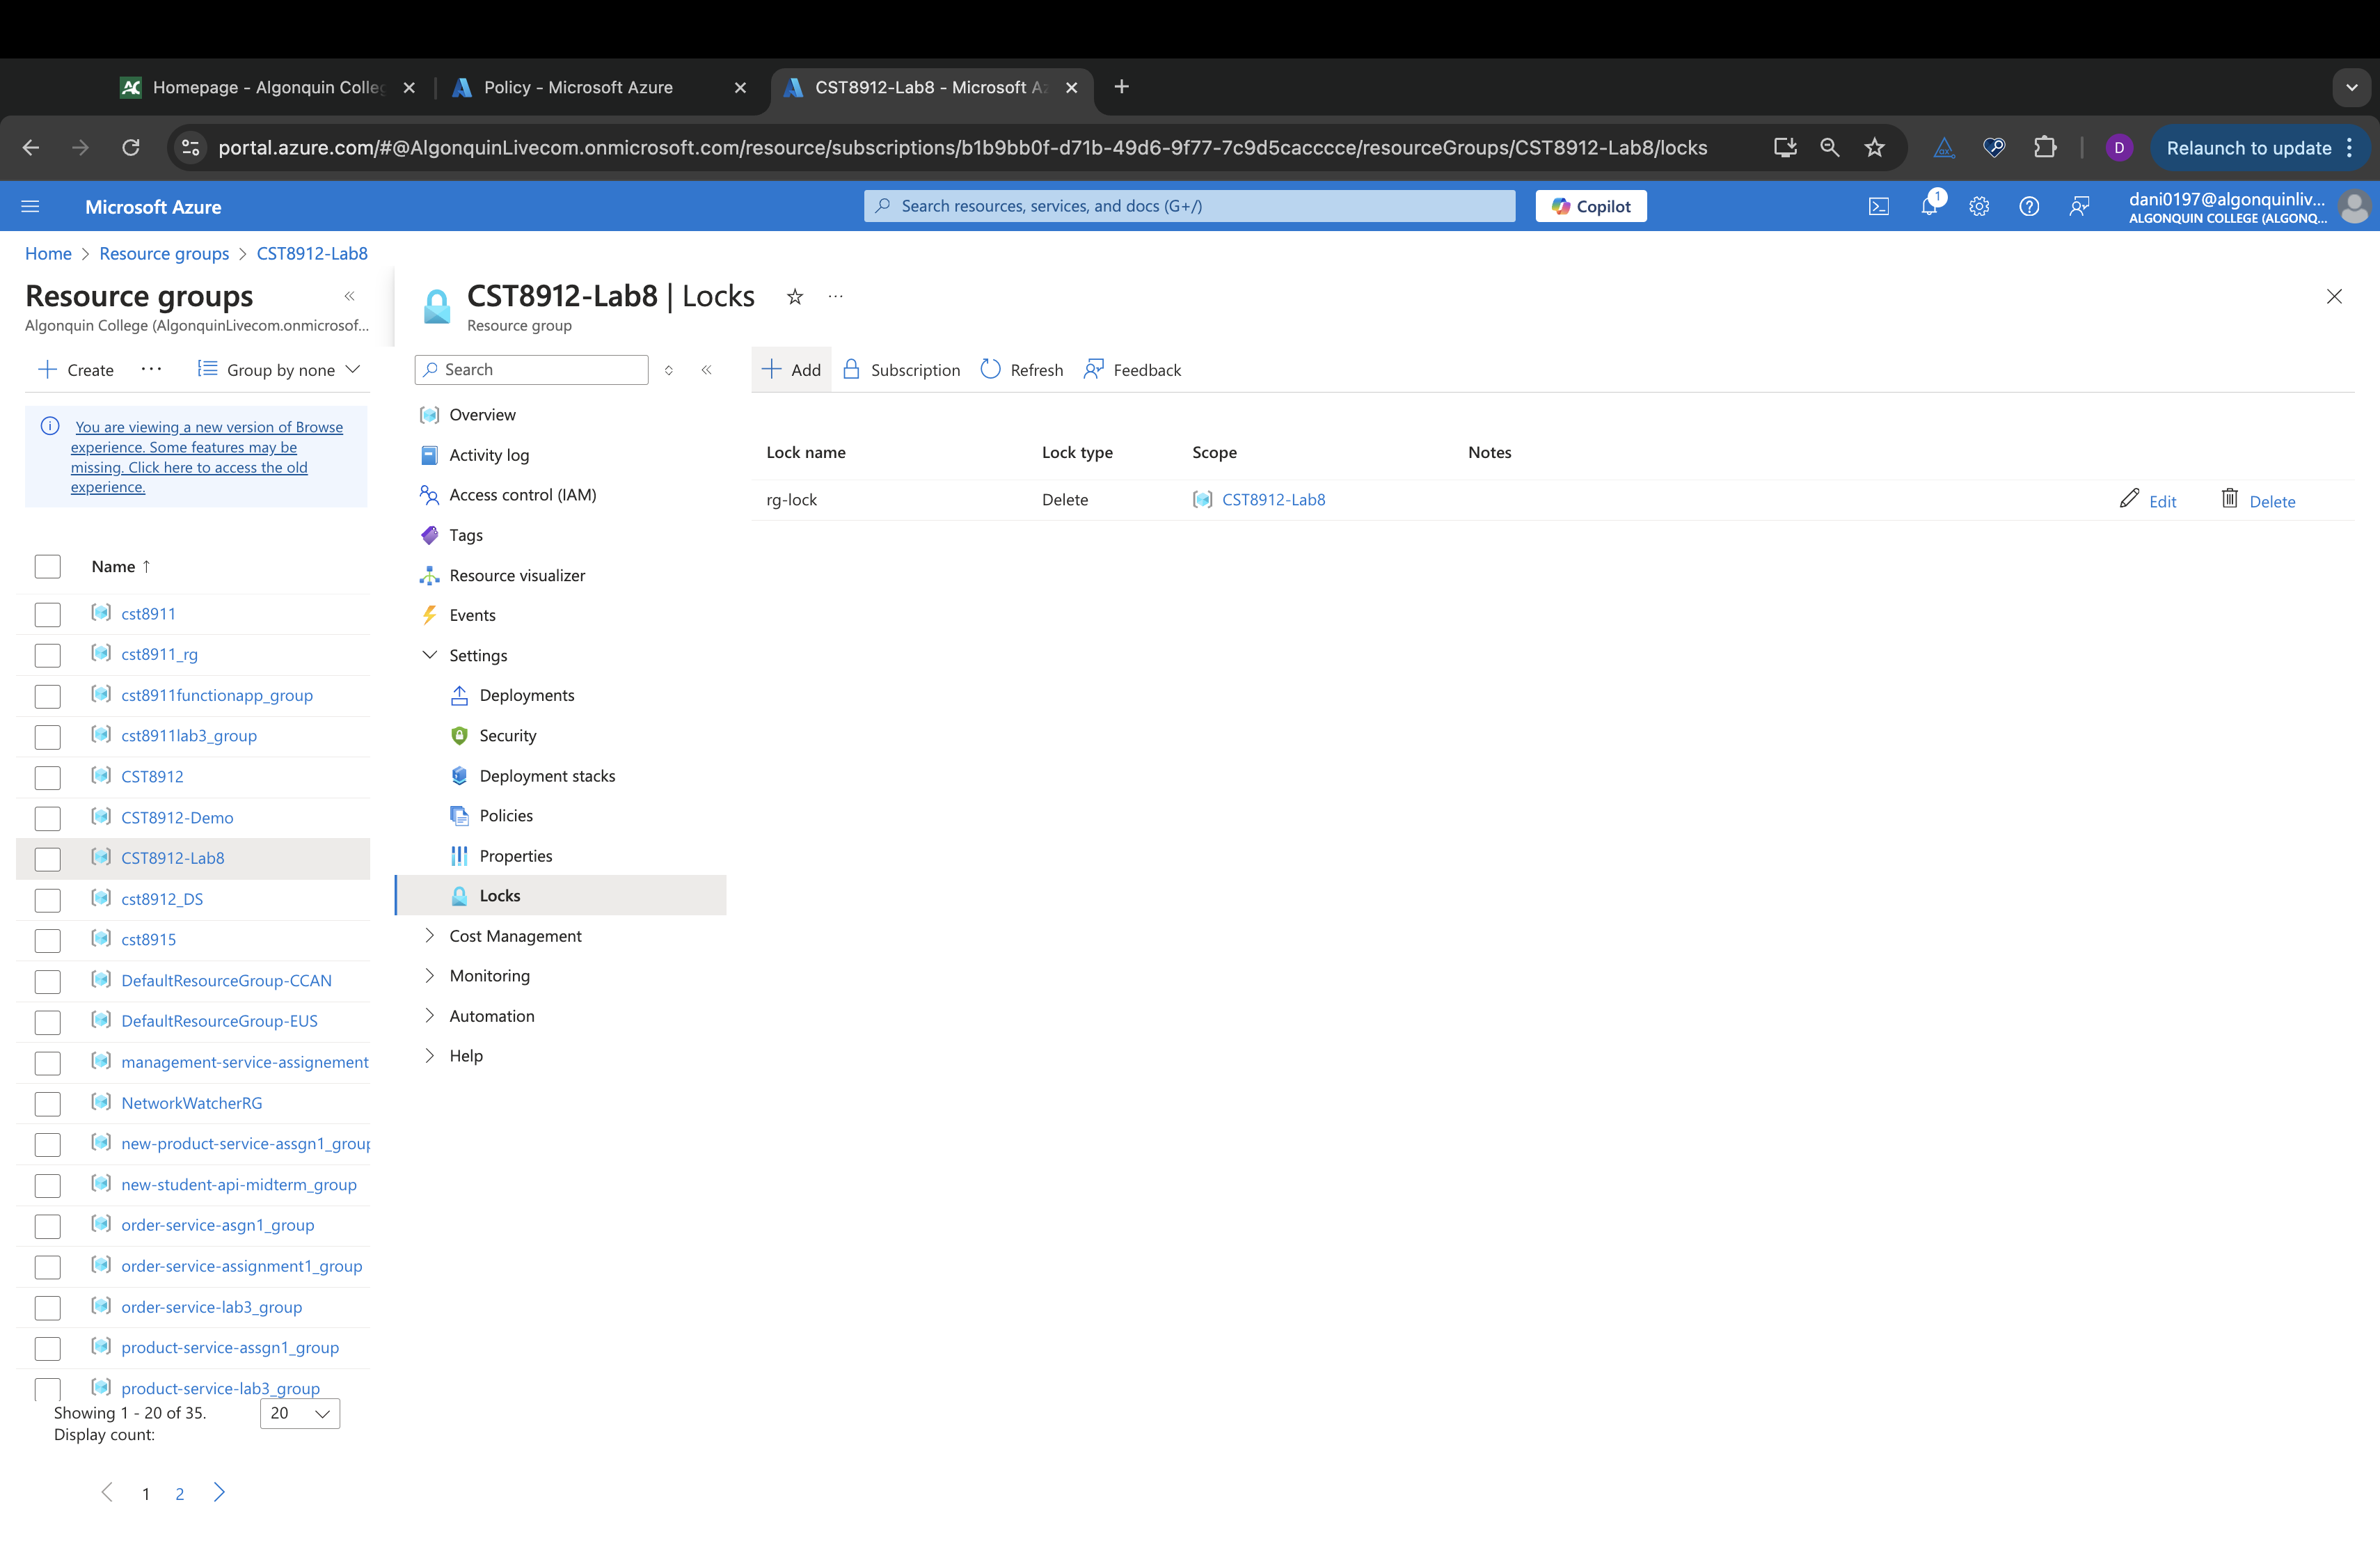 Homepage - Algonquin Colleg
Policy - Microsoft Azure
CST8912-Lab8 - Microsoft Az
portal.azure.com/#@AlgonquinLivecom.onmicrosoft.com/resource/subscriptions/b1b9bb0f-d71b-49d6-9f77-7c9d5cacccce/resourceGroups/CST8912-Lab8/locks
D
Relaunch to update
Microsoft Azure
Search resources, services, and docs (G+/)
Copilot
1
dani0197@algonquinliv...
ALGONQUIN COLLEGE (ALGONQ...
Home > Resource groups > CST8912-Lab8
Resource groups
Algonquin College (AlgonquinLivecom.onmicrosof...
Create
Group by none
You are viewing a new version of Browse
experience. Some features may be
missing. Click here to access the old
experience.
Name ↑
cst8911
cst8911_rg
cst8911functionapp_group
cst8911lab3_group
CST8912
CST8912-Demo
CST8912-Lab8
cst8912_DS
cst8915
DefaultResourceGroup-CCAN
DefaultResourceGroup-EUS
management-service-assignement
NetworkWatcherRG
new-product-service-assgn1_group
new-student-api-midterm_group
order-service-asgn1_group
order-service-assignment1_group
order-service-lab3_group
product-service-assgn1_group
product-service-lab3_group
Showing 1 - 20 of 35.
Display count:
20
1
2
CST8912-Lab8 | Locks
Resource group
Search
Overview
Activity log
Access control (IAM)
Tags
Resource visualizer
Events
Settings
Deployments
Security
Deployment stacks
Policies
Properties
Locks
Cost Management
Monitoring
Automation
Help
Add
Subscription
Refresh
Feedback
Lock name
Lock type
Scope
Notes
rg-lock
Delete
CST8912-Lab8
Edit
Delete